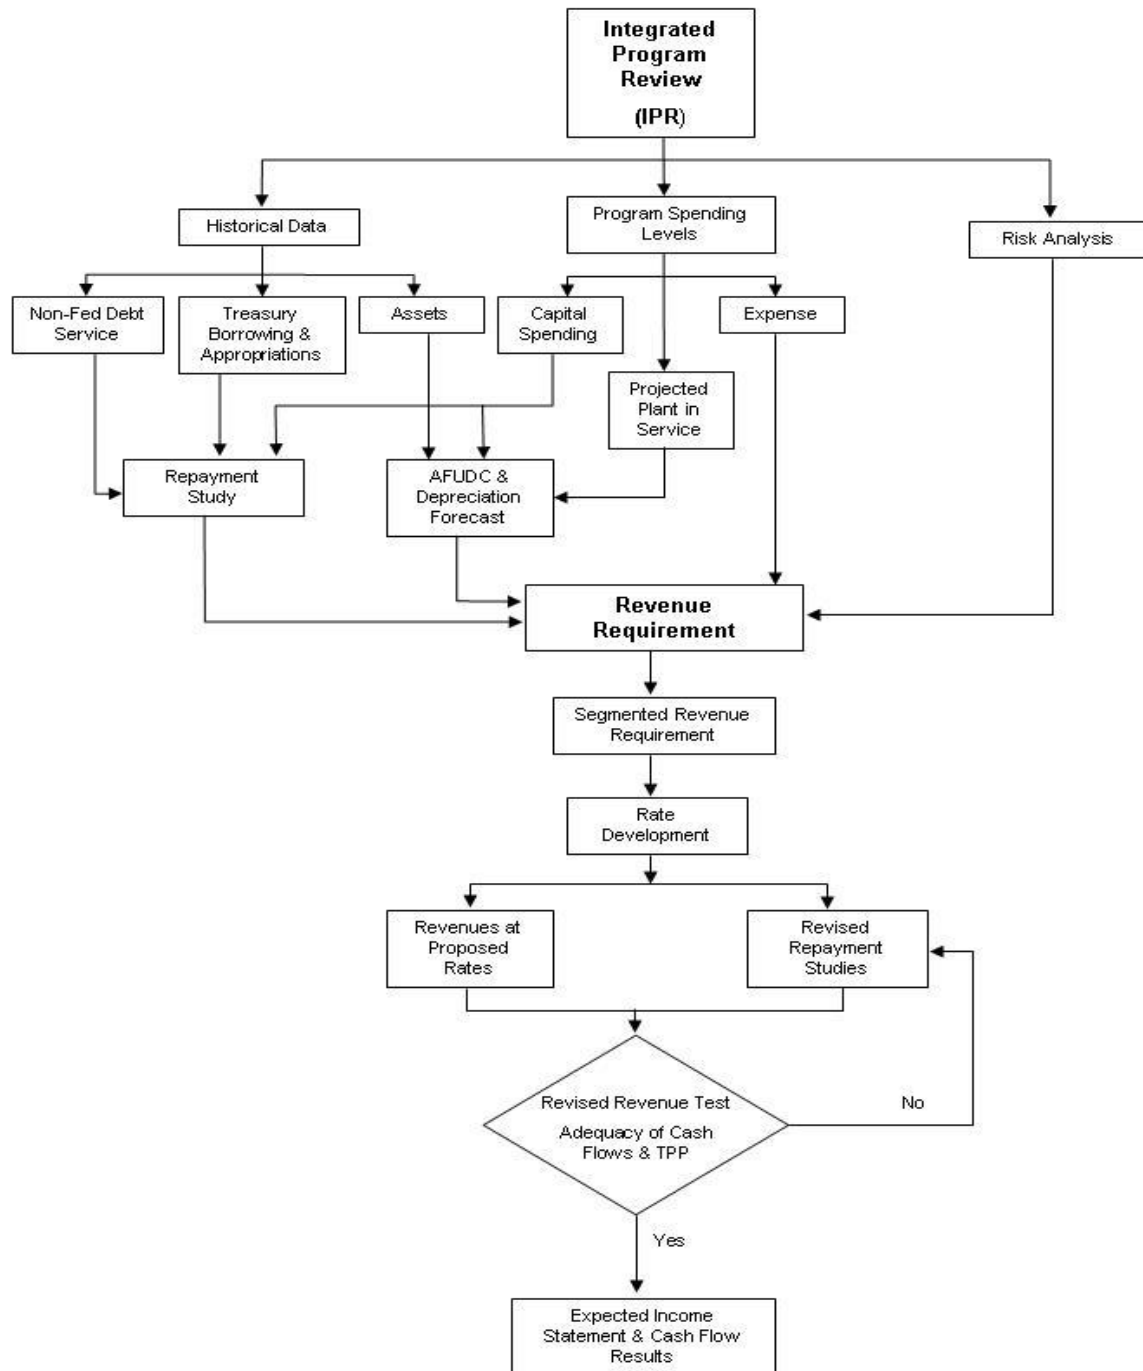 Integrated
Program
Review
(IPR)
Historical Data
Program Spending
Levels
Risk Analysis
Non-Fed Debt
Service
Treasury
Borrowing &
Appropriations
Assets
Capital
Spending
Expense
Projected
Plant in
Service
Repayment
Study
AFUDC &
Depreciation
Forecast
Revenue
Requirement
Segmented Revenue
Requirement
Rate
Development
Revenues at
Proposed
Rates
Revised
Repayment
Studies
Revised Revenue Test
Adequacy of Cash
Flows & TPP
No
Yes
Expected Income
Statement & Cash Flow
Results